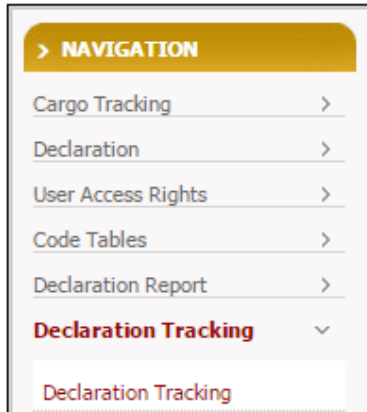 NAVIGATION
Cargo Tracking
Declaration
User Access Rights
Code Tables
Declaration Report
Declaration Tracking
Declaration Tracking